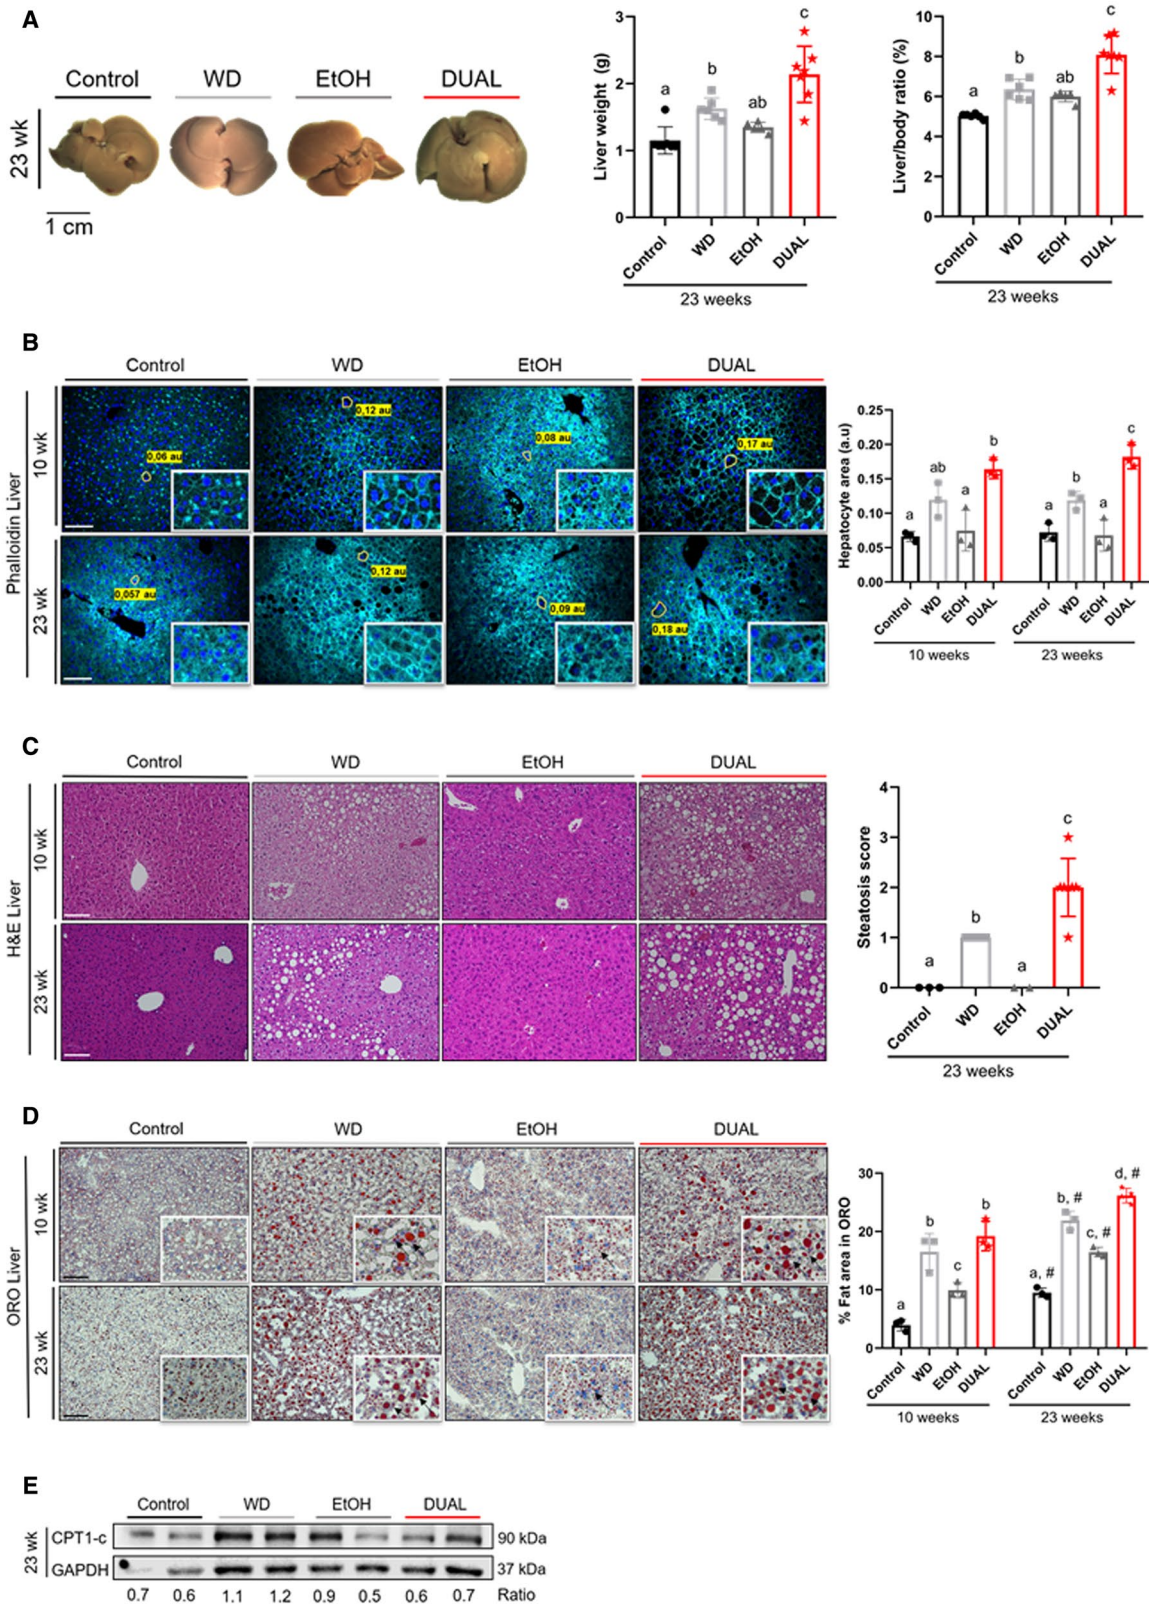 A
Control WD EtOH DUAL
23 wk
1 cm
Liver weight (g)
3
2
1
0
a b ab c
Control WD EtOH DUAL
23 weeks
Liver/body ratio (%)
10
8
6
4
2
0
a b ab c
Control WD EtOH DUAL
23 weeks
B
Control WD EtOH DUAL
Phalloidin Liver
10 wk
0,06 au 0,12 au 0,08 au 0,17 au
23 wk
0,057 au 0,12 au 0,09 au 0,18 au
Hepatocyte area (a.u)
0.25
0.20
0.15
0.10
0.05
0.00
a ab a b a b a c
Control WD EtOH DUAL Control WD EtOH DUAL
10 weeks 23 weeks
C
Control WD EtOH DUAL
H&E Liver
10 wk
23 wk
Steatosis score
4
3
2
1
0
a b a c
Control WD EtOH DUAL
23 weeks
D
Control WD EtOH DUAL
ORO Liver
10 wk
23 wk
% Fat area in ORO
30
20
10
0
a b c b a, # b, # c, # d, #
Control WD EtOH DUAL Control WD EtOH DUAL
10 weeks 23 weeks
E
Control WD EtOH DUAL
23 wk
CPT1-c 90 kDa
GAPDH 37 kDa
0.7 0.6 1.1 1.2 0.9 0.5 0.6 0.7 Ratio